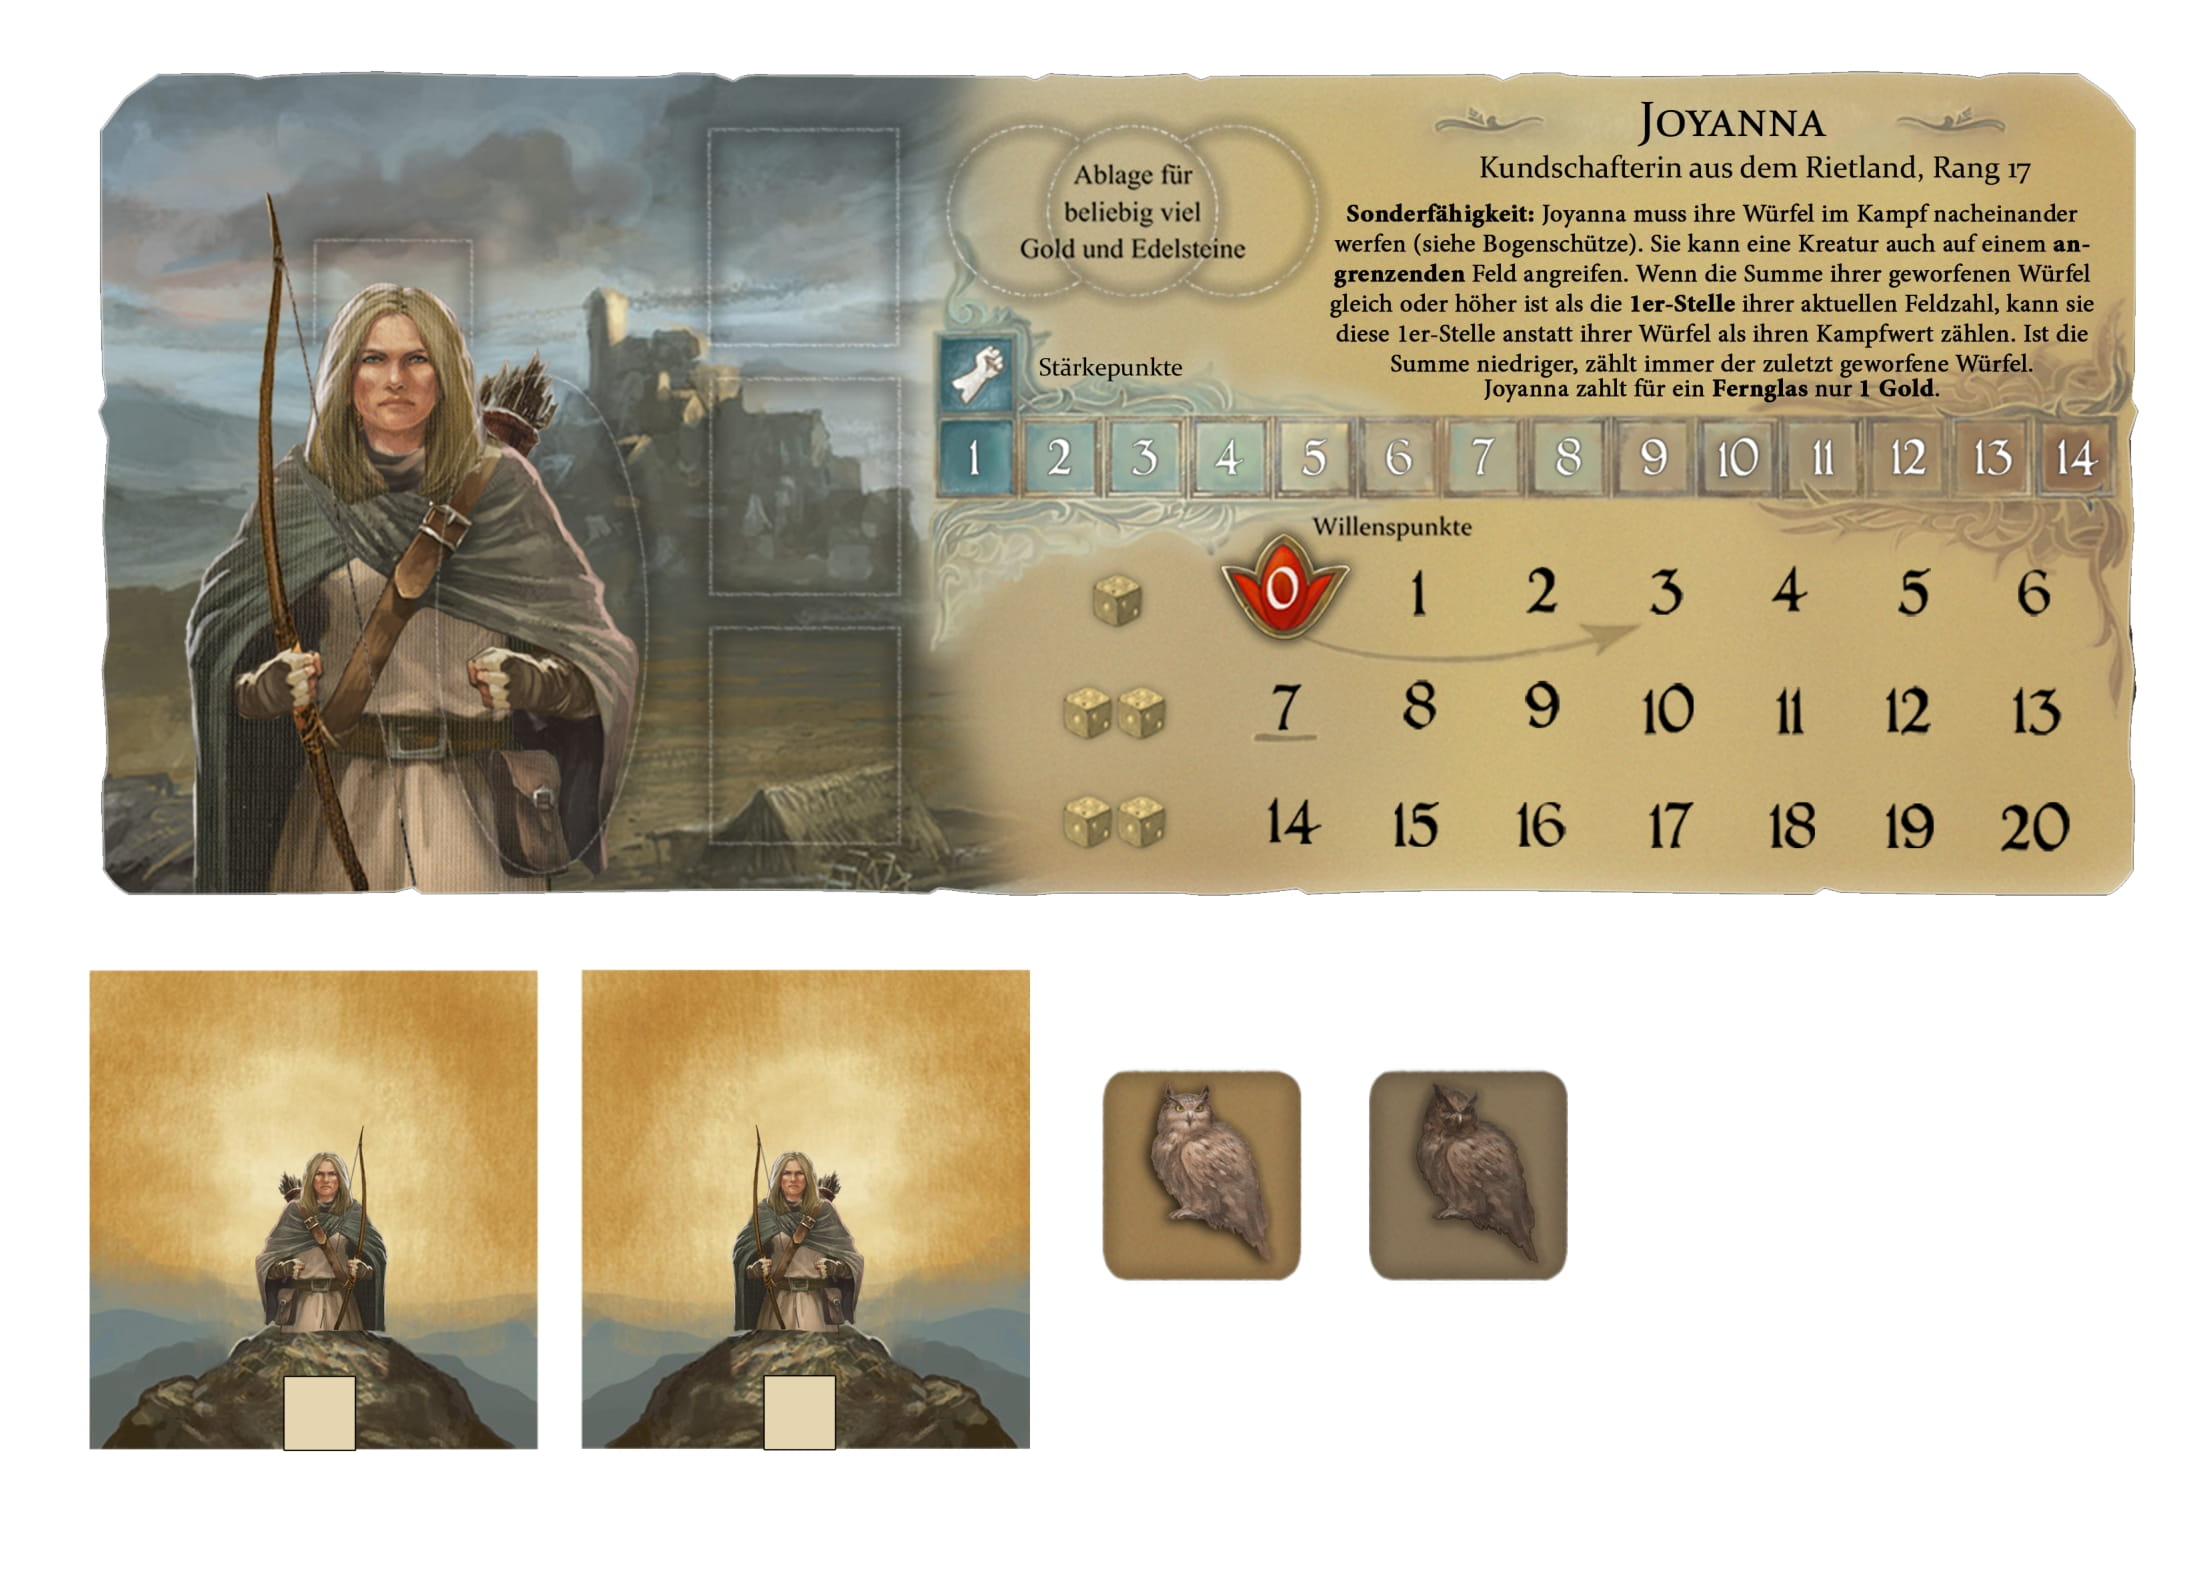 JOYANNA
Kundschafterin aus dem Rietland, Rang 17
Sonderfähigkeit: Joyanna muss ihre Würfel im Kampf nacheinander
werfen (siehe Bogenschütze). Sie kann eine Kreatur auch auf einem an-
grenzenden Feld angreifen. Wenn die Summe ihrer geworfenen Würfel
gleich oder höher ist als die 1er-Stelle ihrer aktuellen Feldzahl, kann sie
diese 1er-Stelle anstatt ihrer Würfel als ihren Kampfwert zählen. Ist die
Summe niedriger, zählt immer der zuletzt geworfene Würfel.
Joyanna zahlt für ein Fernglas nur 1 Gold.
Ablage für
beliebig viel
Gold und Edelsteine
Stärkepunkte
1 2 3 4 5 6 7 8 9 10 11 12 13 14
Willenspunkte
0 1 2 3 4 5 6
7 8 9 10 11 12 13
14 15 16 17 18 19 20